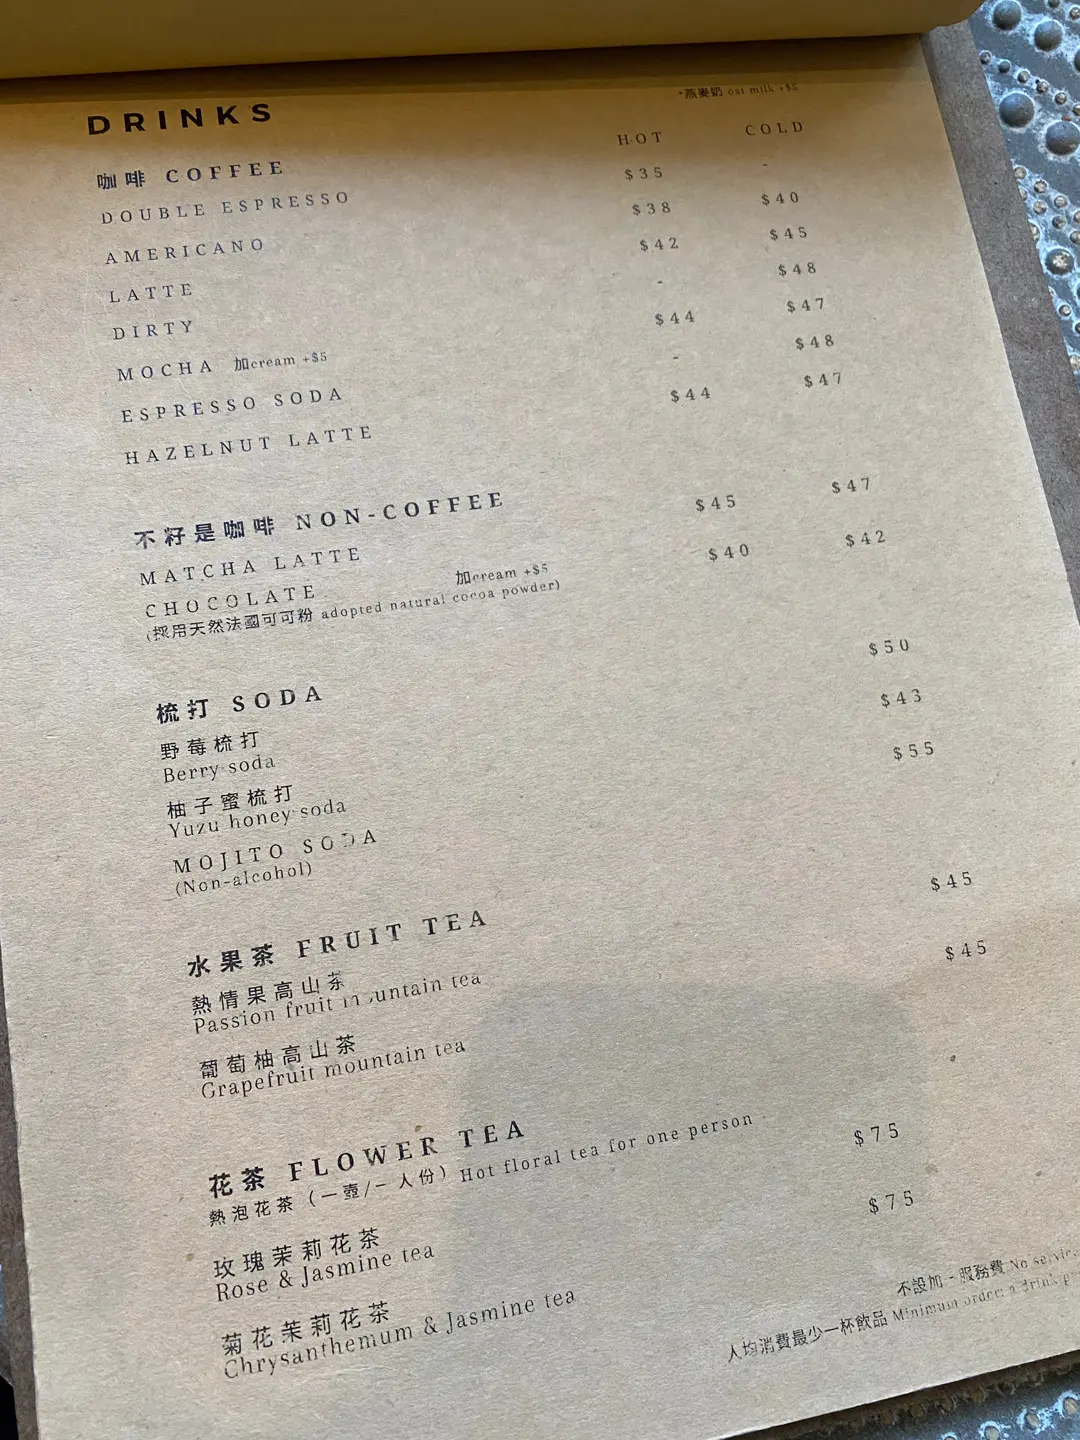 DRINKS
*燕麥奶 oat milk +$5
HOT COLD
咖啡 COFFEE
DOUBLE ESPRESSO $35 -
AMERICANO $38 $40
LATTE $42 $45
DIRTY - $48
MOCHA 加cream +$5 $44 $47
ESPRESSO SODA - $48
HAZELNUT LATTE $44 $47
不籽是咖啡 NON-COFFEE
MATCHA LATTE $45 $47
CHOCOLATE 加cream +$5 $40 $42
(採用天然法國可可粉 adopted natural cocoa powder)
梳打 SODA
野莓梳打 $50
Berry soda
柚子蜜梳打 $43
Yuzu honey soda
MOJITO SODA $55
(Non-alcohol)
水果茶 FRUIT TEA
熱情果高山茶 $45
Passion fruit mountain tea
葡萄柚高山茶 $45
Grapefruit mountain tea
花茶 FLOWER TEA
熱泡花茶 (一壺/一人份) Hot floral tea for one person
玫瑰茉莉花茶 $75
Rose & Jasmine tea
菊花茉莉花茶 $75
Chrysanthemum & Jasmine tea
不設加一服務費 No service
人均消費最少一杯飲品 Minimum order: a drink